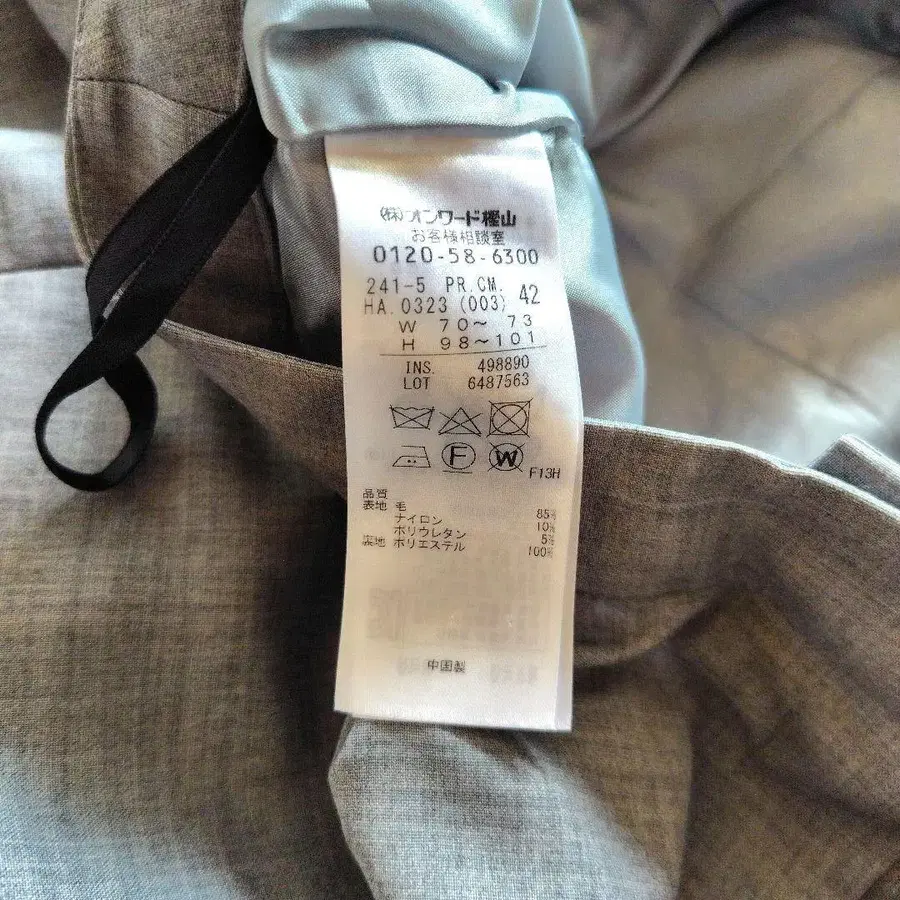 (株)オンワード樫山
お客様相談室
0120-58-6300
241-5 PR.CM.
HA.0323 (003) 42
W 70~ 73
H 98~101
INS. 498890
LOT 6487563
F W F13H
品質
表地 毛 85%
ナイロン 10%
ポリウレタン 5%
裏地 ポリエステル 100%
中国製